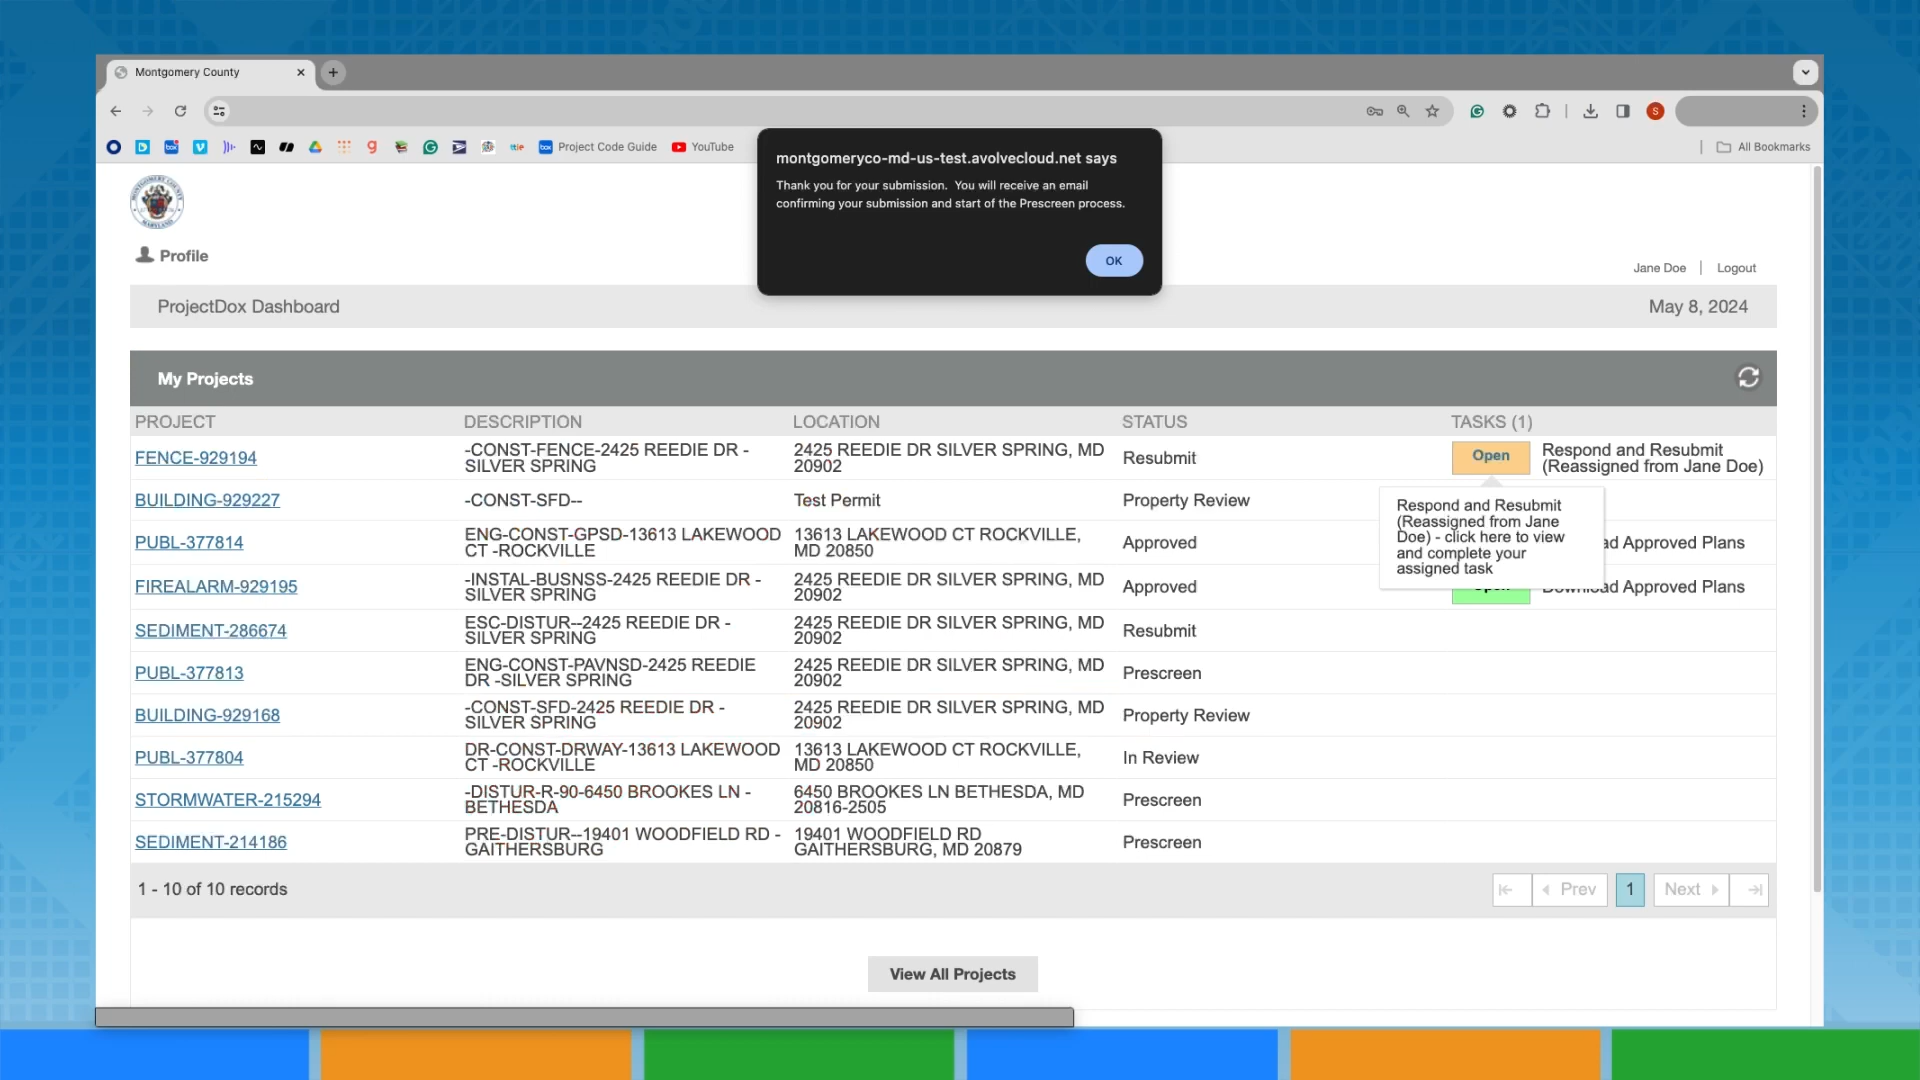 Montgomery County
Project Code Guide
YouTube
All Bookmarks
montgomeryco-md-us-test.avolvecloud.net says
Thank you for your submission. You will receive an email
confirming your submission and start of the Prescreen process.
OK
Profile
Jane Doe | Logout
ProjectDox Dashboard
May 8, 2024
My Projects
PROJECT DESCRIPTION LOCATION STATUS TASKS (1)
FENCE-929194
-CONST-FENCE-2425 REEDIE DR -
SILVER SPRING
2425 REEDIE DR SILVER SPRING, MD
20902
Resubmit
Open
Respond and Resubmit
(Reassigned from Jane Doe)
BUILDING-929227
-CONST-SFD--
Test Permit
Property Review
Respond and Resubmit
(Reassigned from Jane
Doe) - click here to view
and complete your
assigned task
PUBL-377814
ENG-CONST-GPSD-13613 LAKEWOOD
CT -ROCKVILLE
13613 LAKEWOOD CT ROCKVILLE,
MD 20850
Approved
Approved Plans
FIREALARM-929195
-INSTAL-BUSNSS-2425 REEDIE DR -
SILVER SPRING
2425 REEDIE DR SILVER SPRING, MD
20902
Approved
Open
Download Approved Plans
SEDIMENT-286674
ESC-DISTUR--2425 REEDIE DR -
SILVER SPRING
2425 REEDIE DR SILVER SPRING, MD
20902
Resubmit
PUBL-377813
ENG-CONST-PAVNSD-2425 REEDIE
DR -SILVER SPRING
2425 REEDIE DR SILVER SPRING, MD
20902
Prescreen
BUILDING-929168
-CONST-SFD-2425 REEDIE DR -
SILVER SPRING
2425 REEDIE DR SILVER SPRING, MD
20902
Property Review
PUBL-377804
DR-CONST-DRWAY-13613 LAKEWOOD
CT -ROCKVILLE
13613 LAKEWOOD CT ROCKVILLE,
MD 20850
In Review
STORMWATER-215294
-DISTUR-R-90-6450 BROOKES LN -
BETHESDA
6450 BROOKES LN BETHESDA, MD
20816-2505
Prescreen
SEDIMENT-214186
PRE-DISTUR--19401 WOODFIELD RD -
GAITHERSBURG
19401 WOODFIELD RD
GAITHERSBURG, MD 20879
Prescreen
1 - 10 of 10 records
Prev 1 Next
View All Projects